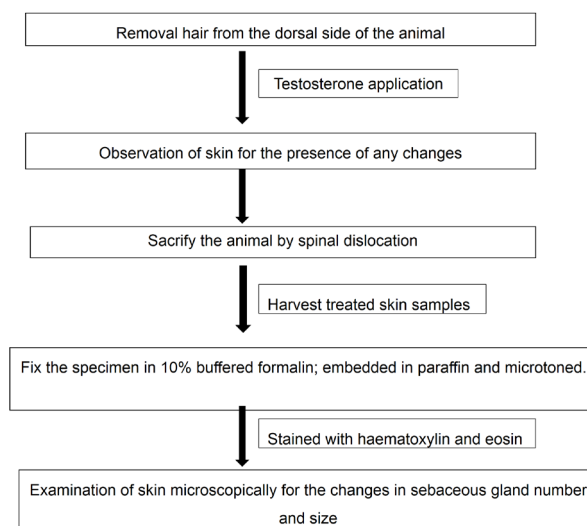 Removal hair from the dorsal side of the animal
Testosterone application
Observation of skin for the presence of any changes
Sacrify the animal by spinal dislocation
Harvest treated skin samples
Fix the specimen in 10% buffered formalin; embedded in paraffin and microtoned.
Stained with haematoxylin and eosin
Examination of skin microscopically for the changes in sebaceous gland number
and size